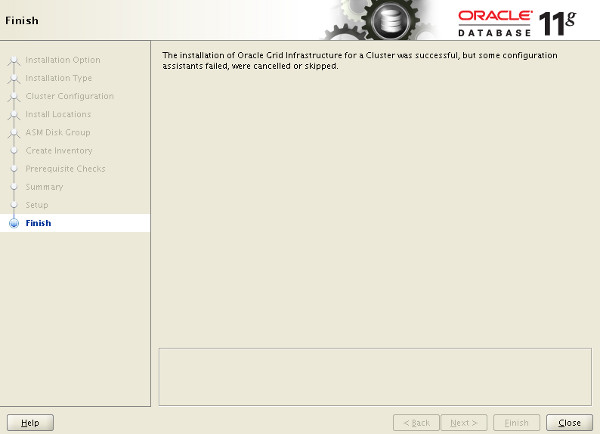 Finish
ORACLE
DATABASE 11g
Installation Option
Installation Type
Cluster Configuration
Install Locations
ASM Disk Group
Create Inventory
Prerequisite Checks
Summary
Setup
Finish
The installation of Oracle Grid Infrastructure for a Cluster was successful, but some configuration
assistants failed, were cancelled or skipped.
Help
< Back
Next >
Finish
Close